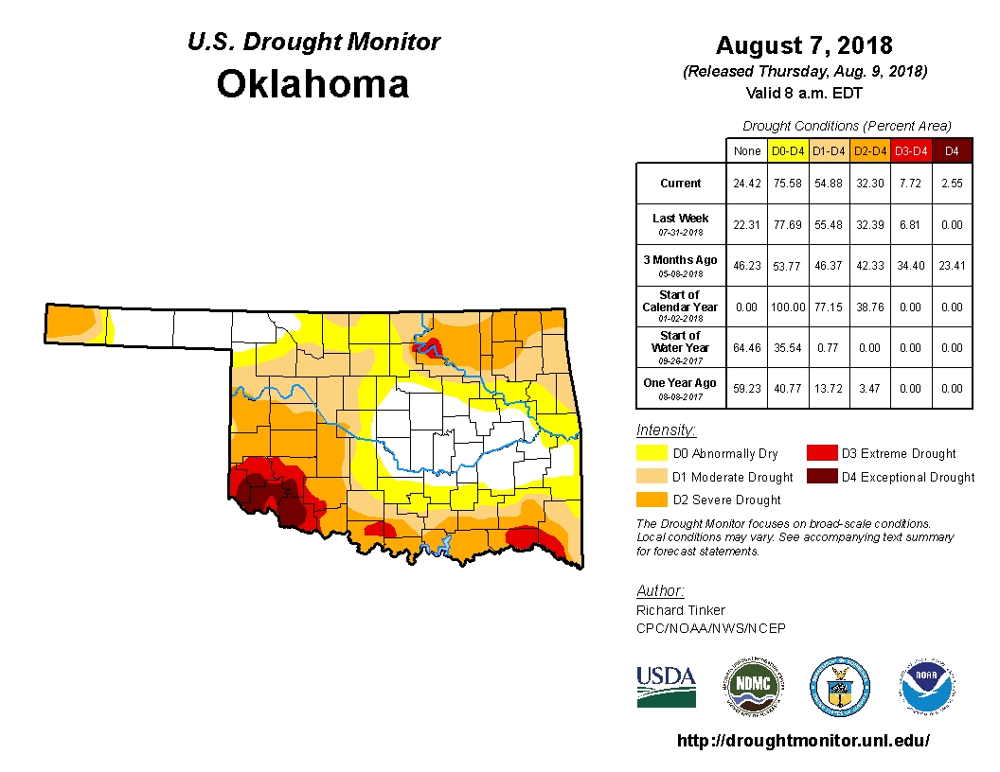 U.S. Drought Monitor
Oklahoma
August 7, 2018
(Released Thursday, Aug. 9, 2018)
Valid 8 a.m. EDT
Drought Conditions (Percent Area)
None D0-D4 D1-D4 D2-D4 D3-D4 D4
Current 24.42 75.58 54.88 32.30 7.72 2.55
Last Week
07-31-2018
22.31 77.69 55.48 32.39 6.81 0.00
3 Months Ago
05-08-2018
46.23 53.77 46.37 42.33 34.40 23.41
Start of
Calendar Year
01-02-2018
0.00 100.00 77.15 38.76 0.00 0.00
Start of
Water Year
09-26-2017
64.46 35.54 0.77 0.00 0.00 0.00
One Year Ago
08-08-2017
59.23 40.77 13.72 3.47 0.00 0.00
Intensity:
D0 Abnormally Dry
D1 Moderate Drought
D2 Severe Drought
D3 Extreme Drought
D4 Exceptional Drought
The Drought Monitor focuses on broad-scale conditions.
Local conditions may vary. See accompanying text summary
for forecast statements.
Author:
Richard Tinker
CPC/NOAA/NWS/NCEP
USDA
NDMC
NOAA
http://droughtmonitor.unl.edu/